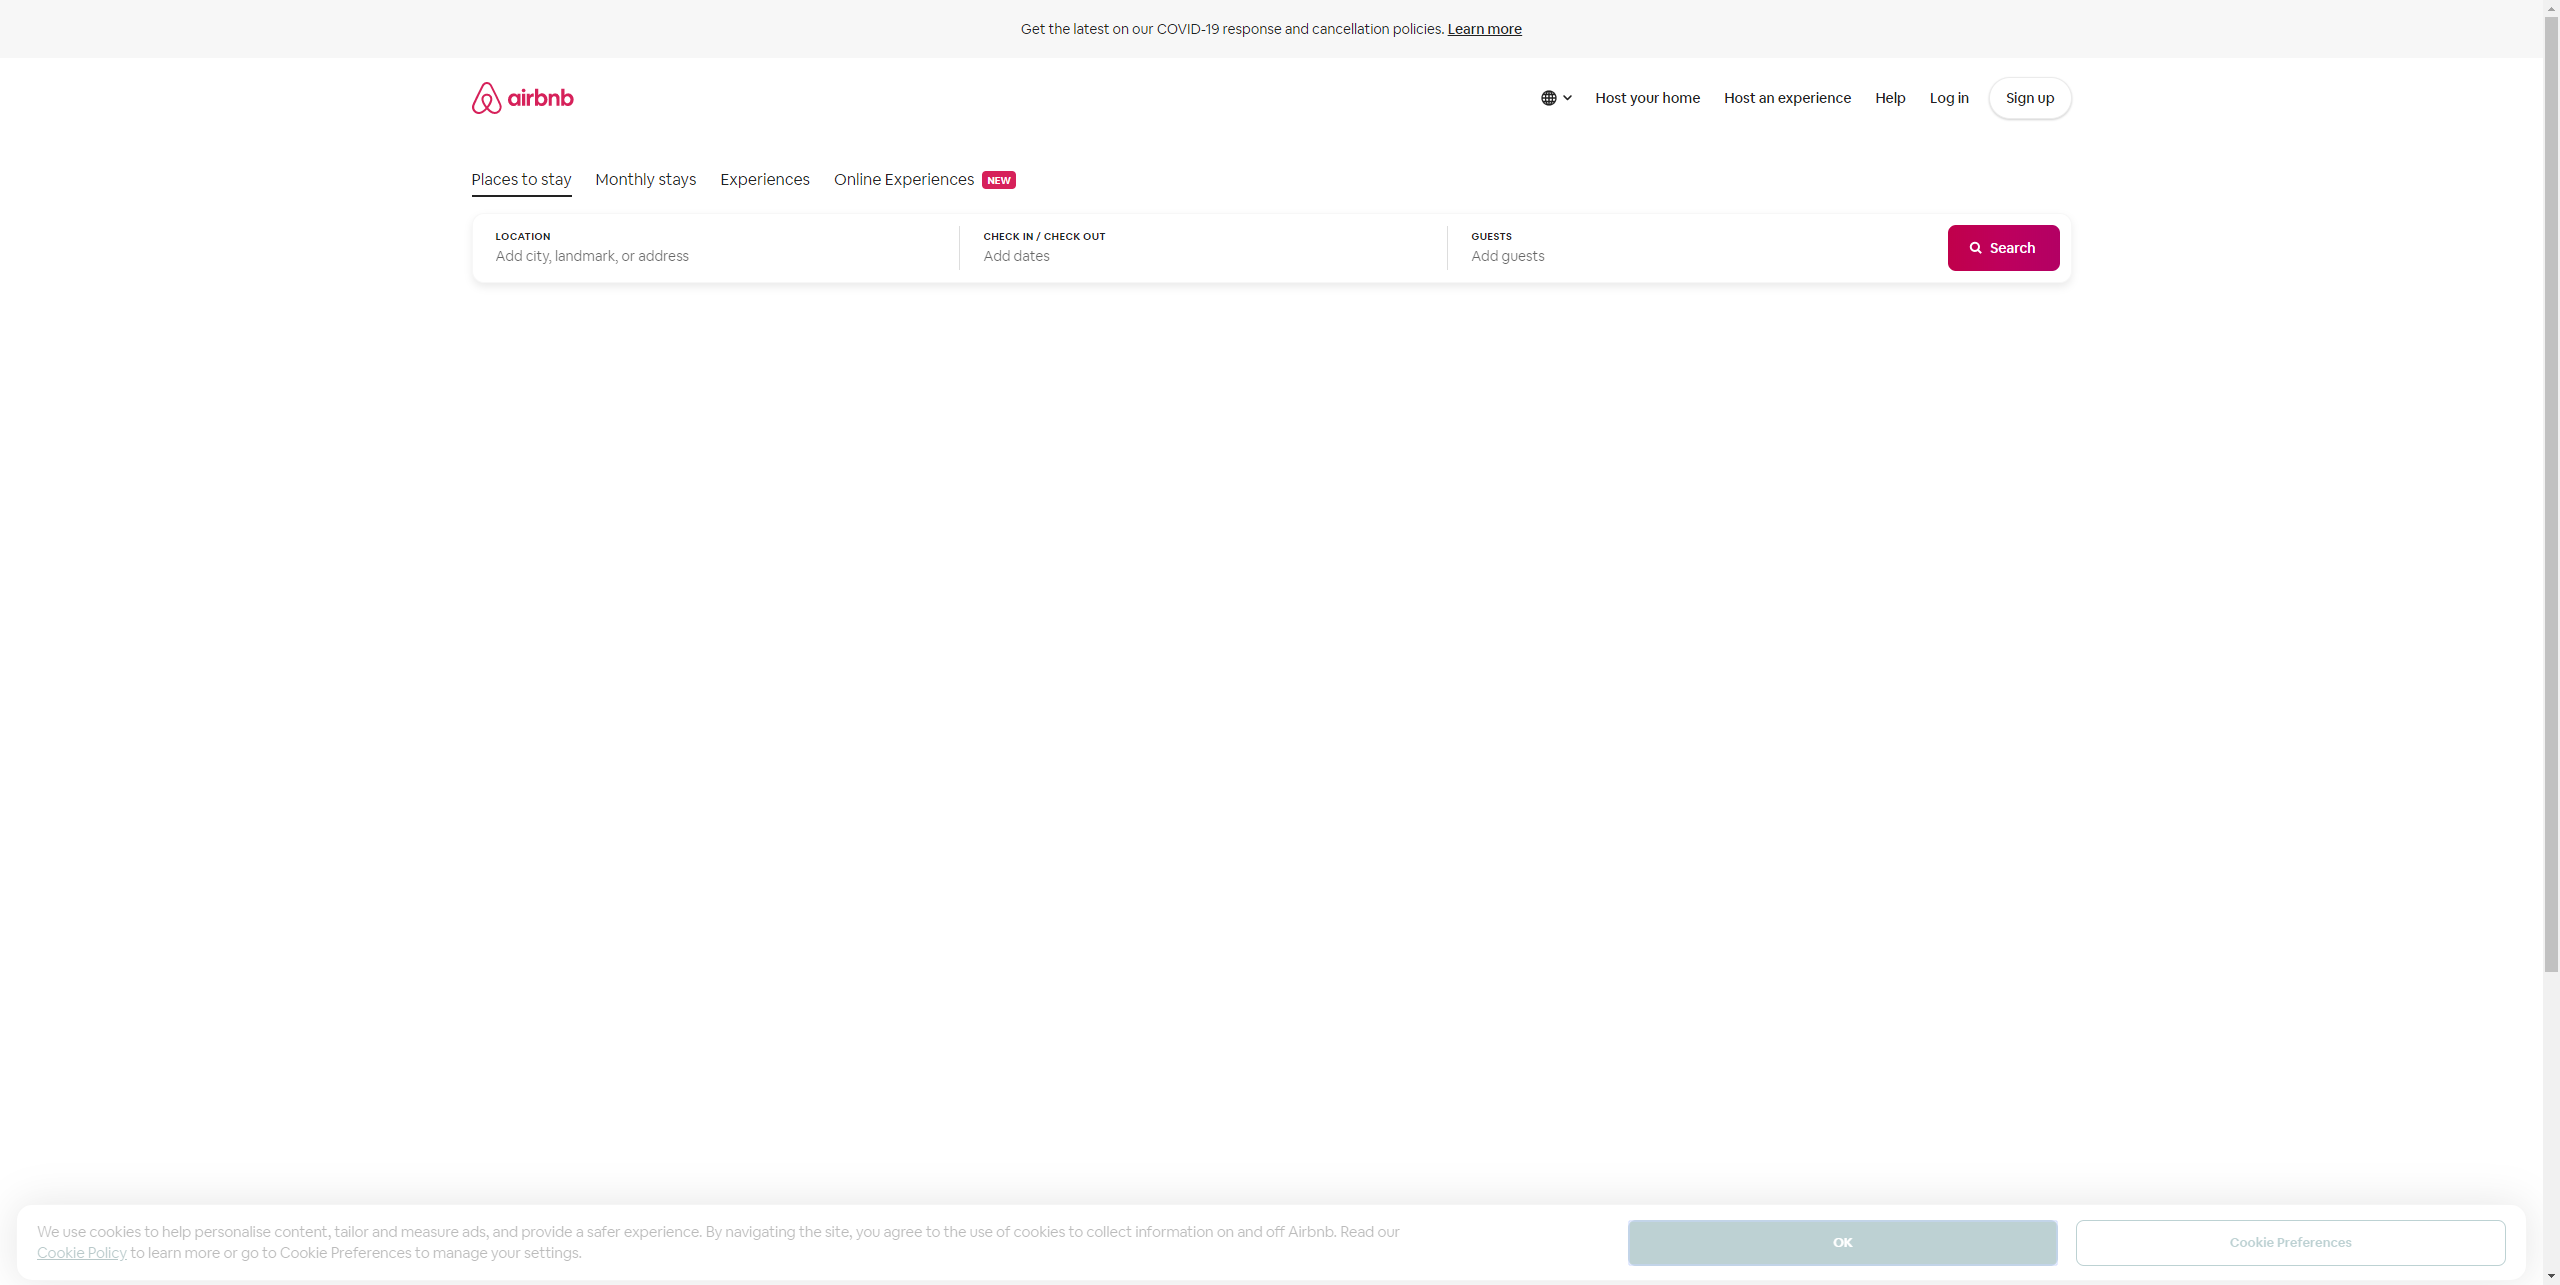 Get the latest on our COVID-19 response and cancellation policies. Learn more
airbnb
Host your home Host an experience Help Log in Sign up
Places to stay Monthly stays Experiences Online Experiences NEW
LOCATION
Add city, landmark, or address
CHECK IN / CHECK OUT
Add dates
GUESTS
Add guests
Search
We use cookies to help personalise content, tailor and measure ads, and provide a safer experience. By navigating the site, you agree to the use of cookies to collect information on and off Airbnb. Read our
Cookie Policy to learn more or go to Cookie Preferences to manage your settings.
OK
Cookie Preferences